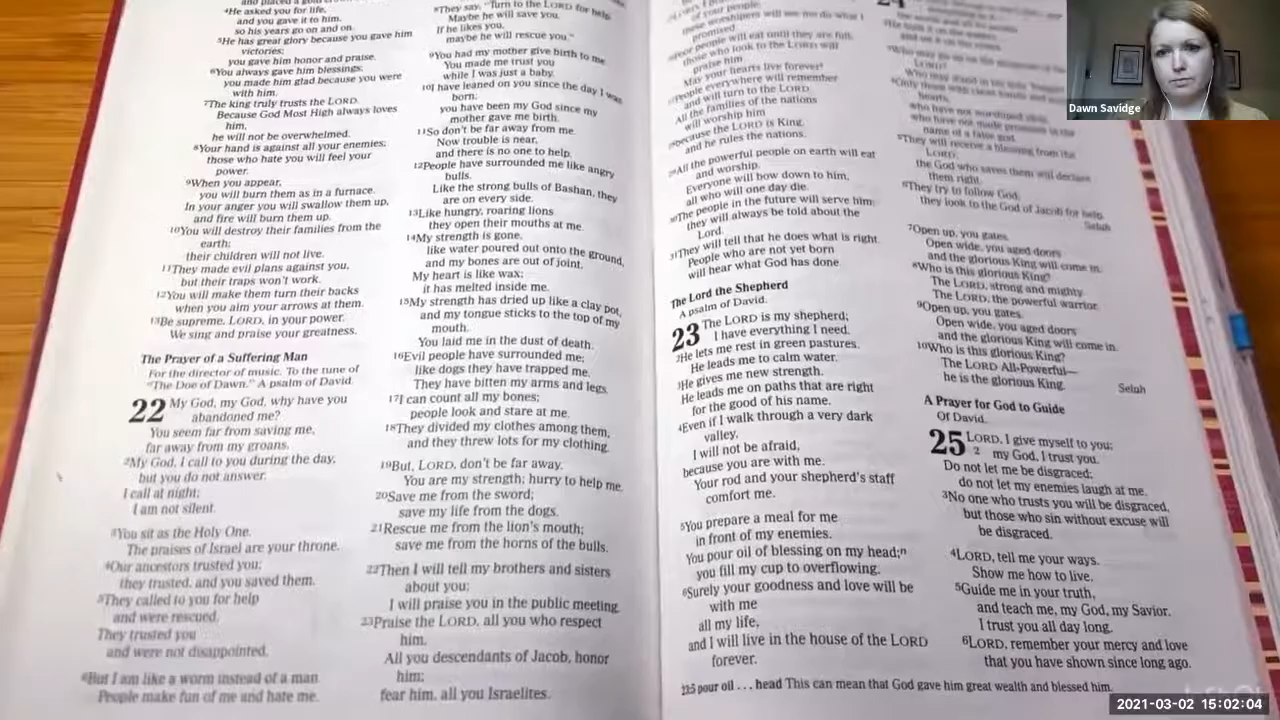 and placed a gold
4He asked you for life,
and you gave it to him,
so his years go on and on.
5He has great glory because you gave him
victories;
you gave him honor and praise.
6You always gave him blessings;
you made him glad because you were
with him.
7The king truly trusts the LORD.
Because God Most High always loves
him,
he will not be overwhelmed.
8Your hand is against all your enemies;
those who hate you will feel your
power.
9When you appear,
you will burn them as in a furnace.
In your anger you will swallow them up,
and fire will burn them up.
10You will destroy their families from the
earth;
their children will not live.
11They made evil plans against you,
but their traps won't work.
12You will make them turn their backs
when you aim your arrows at them.
13Be supreme, LORD, in your power.
We sing and praise your greatness.
The Prayer of a Suffering Man
For the director of music. To the tune of
"The Doe of Dawn." A psalm of David.
22 My God, my God, why have you
abandoned me?
You seem far from saving me,
far away from my groans.
2My God, I call to you during the day,
but you do not answer.
I call at night;
I am not silent.
3You sit as the Holy One.
The praises of Israel are your throne.
4Our ancestors trusted you;
they trusted, and you saved them.
5They called to you for help
and were rescued.
They trusted you
and were not disappointed.
6But I am like a worm instead of a man.
People make fun of me and hate me.
8They say, "Turn to the LORD for help.
Maybe he will save you.
If he likes you,
maybe he will rescue you."
9You had my mother give birth to me.
You made me trust you
while I was just a baby.
10I have leaned on you since the day I was
born;
you have been my God since my
mother gave me birth.
11So don't be far away from me.
Now trouble is near,
and there is no one to help.
12People have surrounded me like angry
bulls.
Like the strong bulls of Bashan, they
are on every side.
13Like hungry, roaring lions
they open their mouths at me.
14My strength is gone,
like water poured out onto the ground,
and my bones are out of joint.
My heart is like wax;
it has melted inside me.
15My strength has dried up like a clay pot,
and my tongue sticks to the top of my
mouth.
You laid me in the dust of death.
16Evil people have surrounded me;
like dogs they have trapped me.
They have bitten my arms and legs.
17I can count all my bones;
people look and stare at me.
18They divided my clothes among them,
and they threw lots for my clothing.
19But, LORD, don't be far away.
You are my strength; hurry to help me.
20Save me from the sword;
save my life from the dogs.
21Rescue me from the lion's mouth;
save me from the horns of the bulls.
22Then I will tell my brothers and sisters
about you;
I will praise you in the public meeting.
23Praise the LORD, all you who respect
him.
All you descendants of Jacob, honor
him;
fear him, all you Israelites.
of your people;
these worshipers will see me do what I
promised.
people will eat until they are full;
those who look to the LORD will
praise him.
May your hearts live forever!
People everywhere will remember
and will turn to the LORD.
All the families of the nations
will worship him
because the LORD is King,
and he rules the nations.
29All the powerful people on earth will eat
and worship.
Everyone will bow down to him,
all who will one day die.
30The people in the future will serve him;
they will always be told about the
Lord.
31They will tell that he does what is right.
People who are not yet born
will hear what God has done.
The Lord the Shepherd
A psalm of David.
23 The LORD is my shepherd;
I have everything I need.
2He lets me rest in green pastures.
He leads me to calm water.
3He gives me new strength.
He leads me on paths that are right
for the good of his name.
4Even if I walk through a very dark
valley,
I will not be afraid,
because you are with me.
Your rod and your shepherd's staff
comfort me.
5You prepare a meal for me
in front of my enemies.
You pour oil of blessing on my head;n
you fill my cup to overflowing.
6Surely your goodness and love will be
with me
all my life,
and I will live in the house of the LORD
forever.
24
name of a false god.
5They will receive a blessing from the
LORD;
the God who saves them will declare
them right.
6They try to follow God;
they look to the God of Jacob for help.
Selah
7Open up, you gates.
Open wide, you aged doors
and the glorious King will come in.
8Who is this glorious King?
The LORD, strong and mighty.
The LORD, the powerful warrior.
9Open up, you gates.
Open wide, you aged doors
and the glorious King will come in.
10Who is this glorious King?
The LORD All-Powerful—
he is the glorious King.
Selah
A Prayer for God to Guide
Of David.
25 LORD, I give myself to you;
2 my God, I trust you.
Do not let me be disgraced;
do not let my enemies laugh at me.
3No one who trusts you will be disgraced,
but those who sin without excuse will
be disgraced.
4LORD, tell me your ways.
Show me how to live.
5Guide me in your truth,
and teach me, my God, my Savior.
I trust you all day long.
6LORD, remember your mercy and love
that you have shown since long ago.
22:5 pour oil . . . head This can mean that God gave him great wealth and blessed him.
Dawn Savidge
2021-03-02 15:02:04